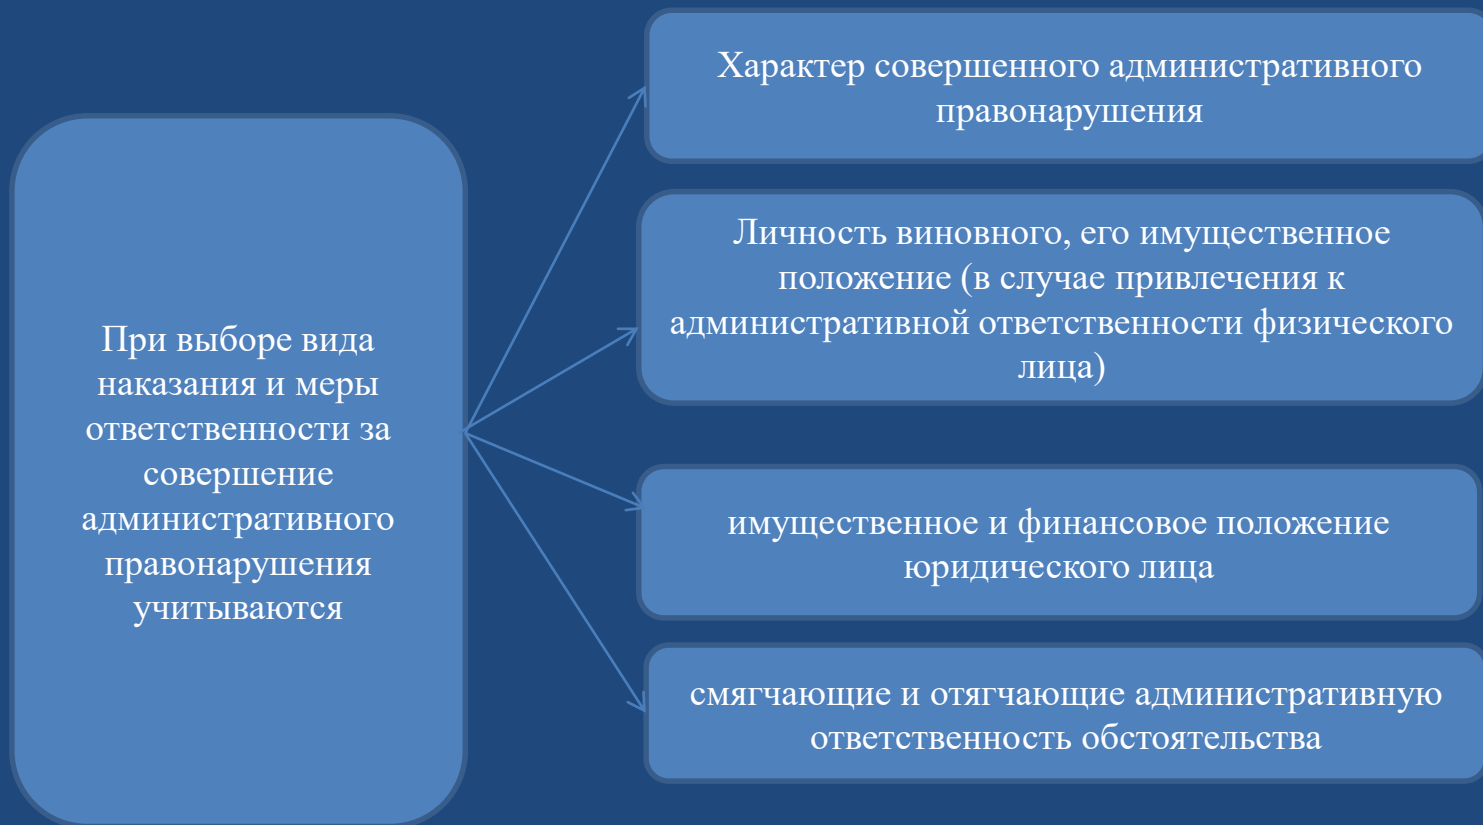 При выборе вида
наказания и меры
ответственности за
совершение
административного
правонарушения
учитываются
Характер совершенного административного
правонарушения
Личность виновного, его имущественное
положение (в случае привлечения к
административной ответственности физического
лица)
имущественное и финансовое положение
юридического лица
смягчающие и отягчающие административную
ответственность обстоятельства